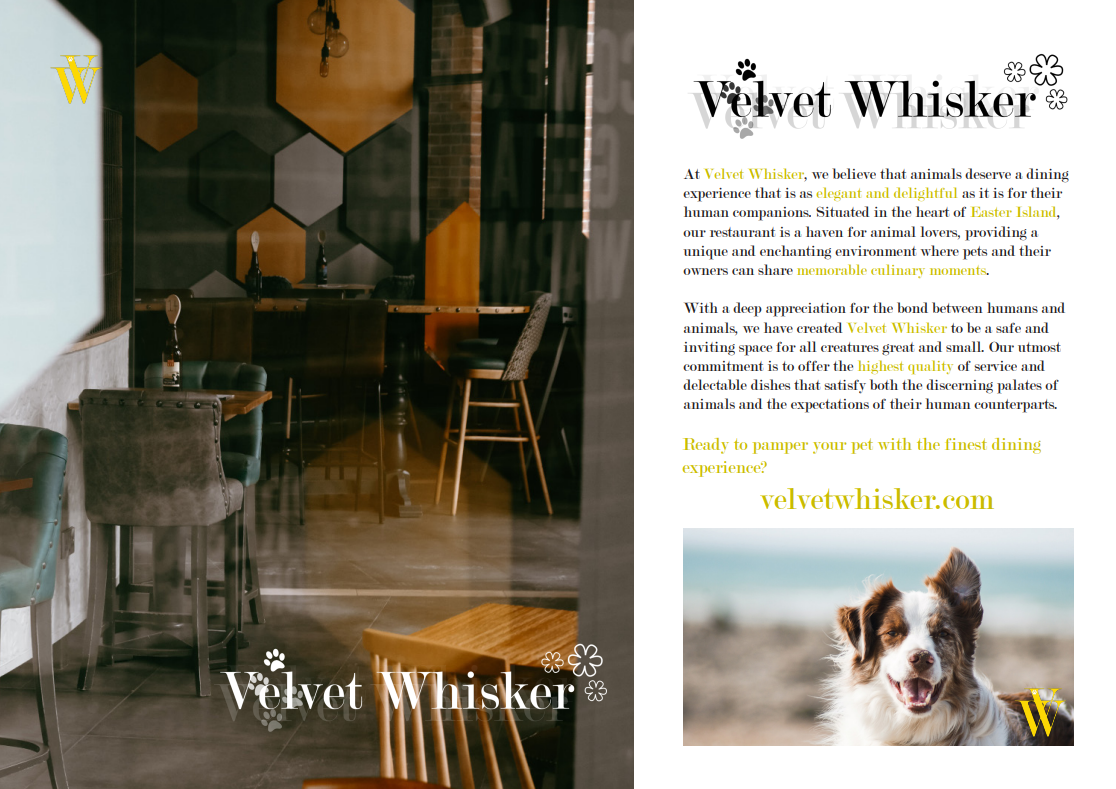 VW
Velvet Whisker
Velvet Whisker
At Velvet Whisker, we believe that animals deserve a dining
experience that is as elegant and delightful as it is for their
human companions. Situated in the heart of Easter Island,
our restaurant is a haven for animal lovers, providing a
unique and enchanting environment where pets and their
owners can share memorable culinary moments.
With a deep appreciation for the bond between humans and
animals, we have created Velvet Whisker to be a safe and
inviting space for all creatures great and small. Our utmost
commitment is to offer the highest quality of service and
delectable dishes that satisfy both the discerning palates of
animals and the expectations of their human counterparts.
Ready to pamper your pet with the finest dining
experience?
velvetwhisker.com
VW